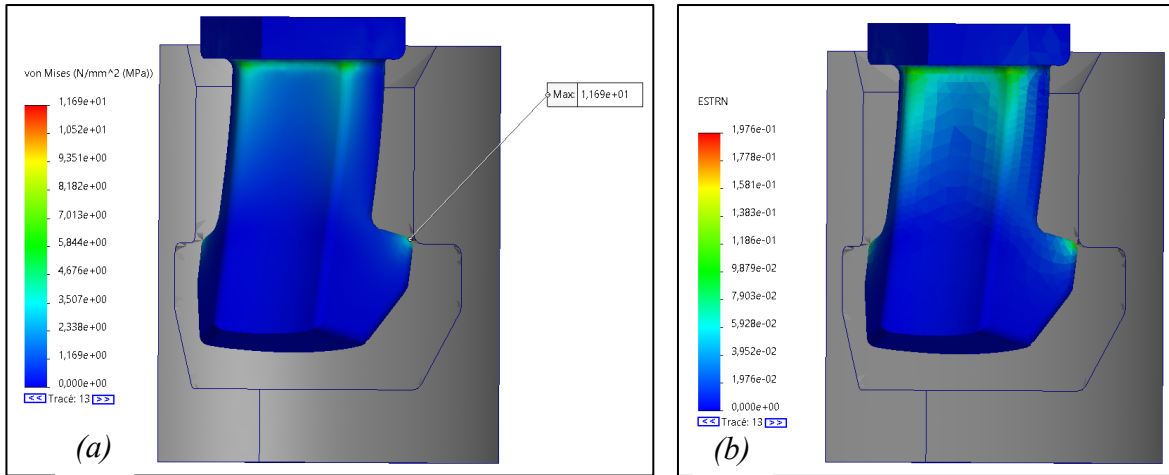 von Mises (N/mm^2 (MPa))
1,169e+01
1,052e+01
9,351e+00
8,182e+00
7,013e+00
5,844e+00
4,676e+00
3,507e+00
2,338e+00
1,169e+00
0,000e+00
<< Tracé: 13 >>
Max: 1,169e+01
(a)
ESTRN
1,976e-01
1,778e-01
1,581e-01
1,383e-01
1,186e-01
9,879e-02
7,903e-02
5,928e-02
3,952e-02
1,976e-02
0,000e+00
<< Tracé: 13 >>
(b)